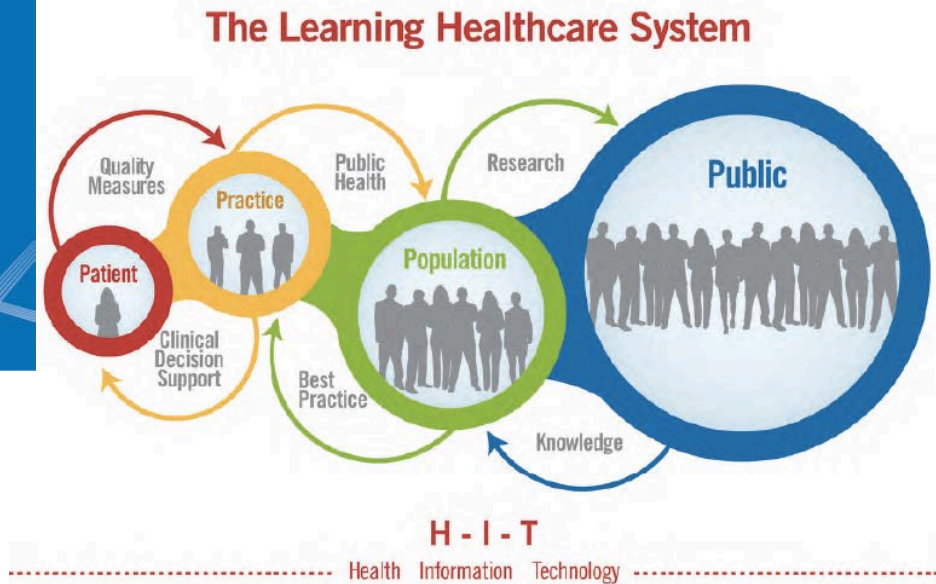 The Learning Healthcare System
Quality
Measures
Practice
Public
Health
Research
Public
Patient
Population
Clinical
Decision
Support
Best
Practice
Knowledge
H - I - T
Health Information Technology